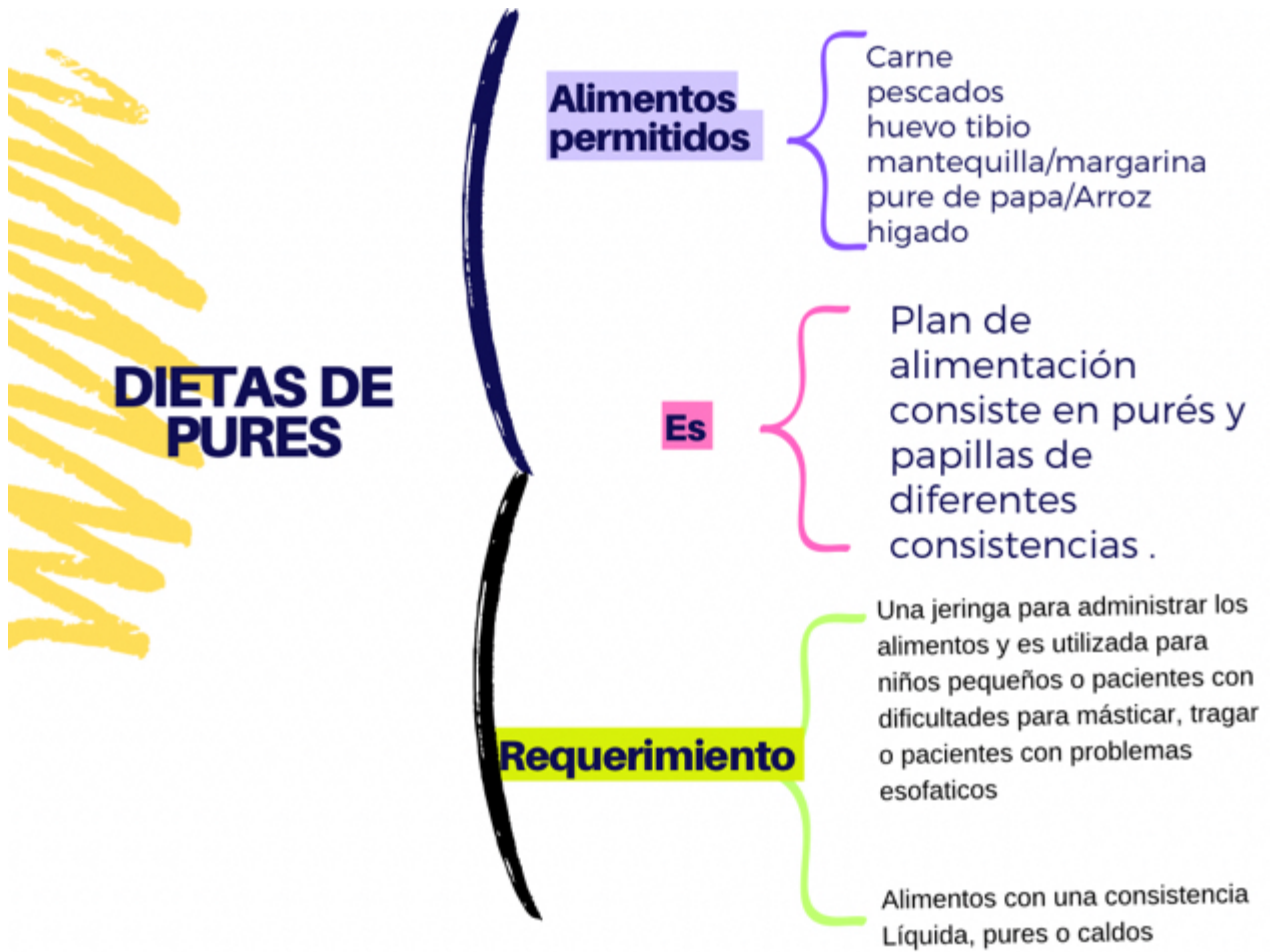 DIETAS DE
PURES
Alimentos
permitidos
Carne
pescados
huevo tibio
mantequilla/margarina
pure de papa/Arroz
higado
Es
Plan de
alimentación
consiste en purés y
papillas de
diferentes
consistencias .
Requerimiento
Una jeringa para administrar los
alimentos y es utilizada para
niños pequeños o pacientes con
dificultades para másticar, tragar
o pacientes con problemas
esofaticos
Alimentos con una consistencia
Líquida, pures o caldos